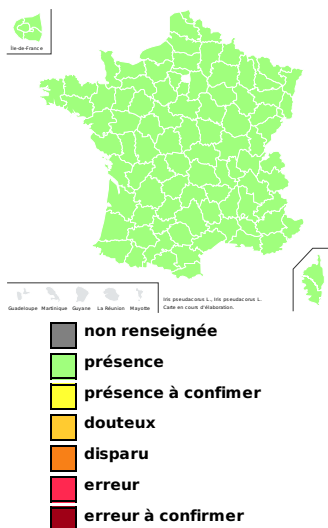 Île-de-France
Guadeloupe Martinique Guyane La Réunion Mayotte
Iris pseudacorus L., Iris pseudacorus L.
Carte en cours d'élaboration.
non renseignée
présence
présence à confimer
douteux
disparu
erreur
erreur à confirmer